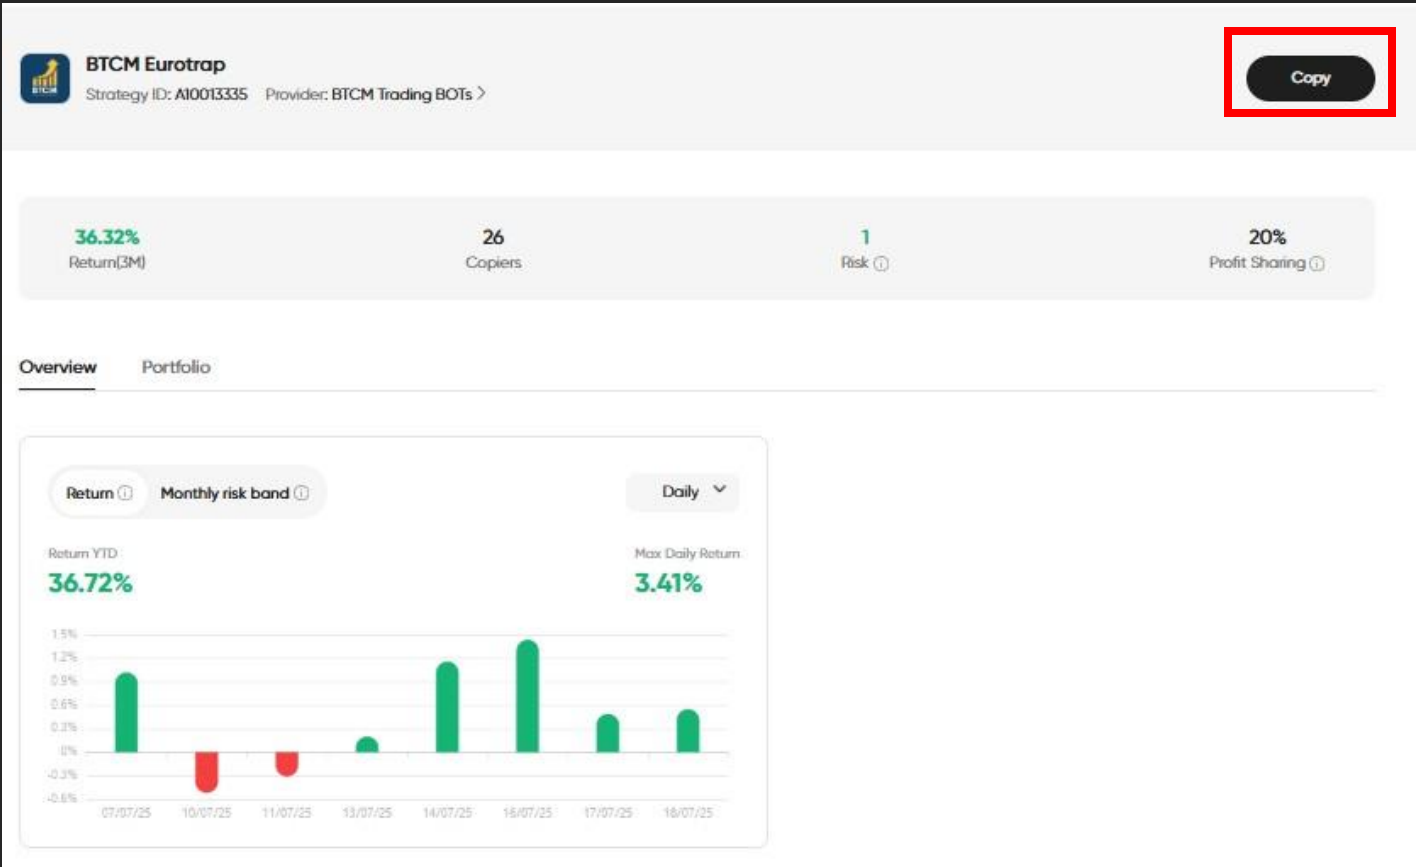 BTCM Eurotrap
BTCM
Strategy ID: A10013335 Provider: BTCM Trading BOTs >
Copy
36.32%
Return(3M)
26
Copiers
1
Risk
20%
Profit Sharing
Overview Portfolio
Return Monthly risk band Daily
Return YTD Max Daily Return
36.72% 3.41%
1.5%
1.2%
0.9%
0.6%
0.3%
0%
-0.3%
-0.6%
07/07/25 10/07/25 11/07/25 13/07/25 14/07/25 16/07/25 17/07/25 18/07/25